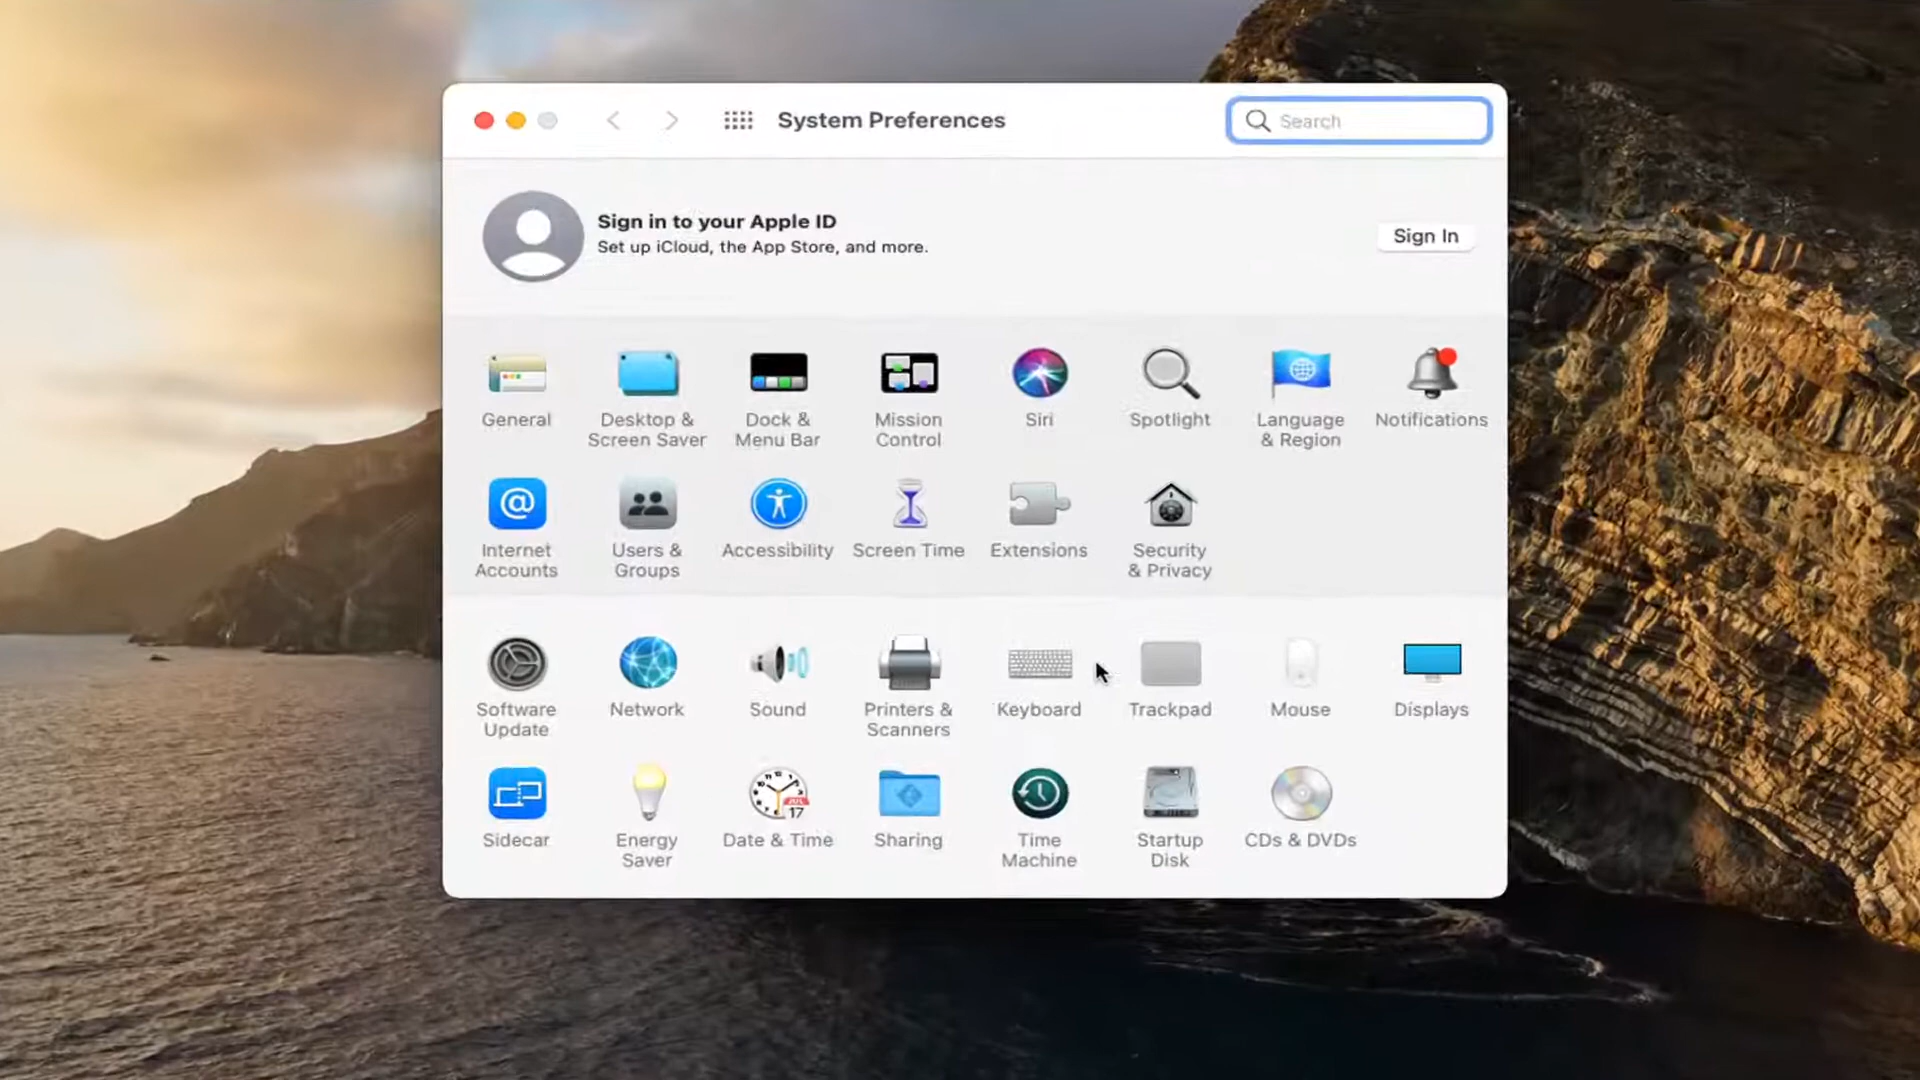 System Preferences
Search
Sign in to your Apple ID
Set up iCloud, the App Store, and more.
Sign In
General
Desktop &
Screen Saver
Dock &
Menu Bar
Mission
Control
Siri
Spotlight
Language
& Region
Notifications
@
Internet
Accounts
Users &
Groups
Accessibility
Screen Time
Extensions
Security
& Privacy
Software
Update
Network
Sound
Printers &
Scanners
Keyboard
Trackpad
Mouse
Displays
Sidecar
Energy
Saver
JUL
17
Date & Time
Sharing
Time
Machine
Startup
Disk
CDs & DVDs